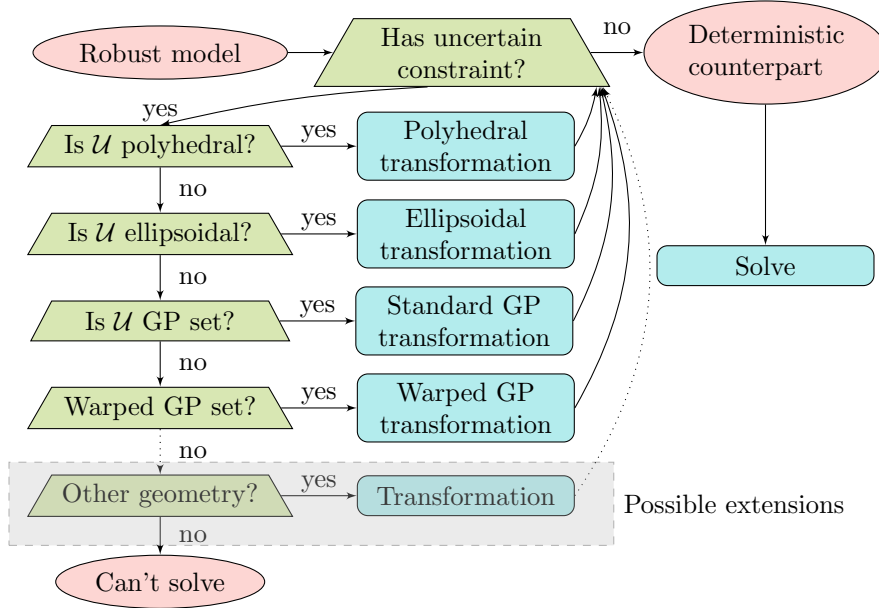 Robust model
Has uncertain
constraint?
no
Deterministic
counterpart
yes
Is 𝒰 polyhedral?
yes
Polyhedral
transformation
no
Is 𝒰 ellipsoidal?
yes
Ellipsoidal
transformation
Solve
no
Is 𝒰 GP set?
yes
Standard GP
transformation
no
Warped GP set?
yes
Warped GP
transformation
no
Other geometry?
yes
Transformation
Possible extensions
no
Can't solve